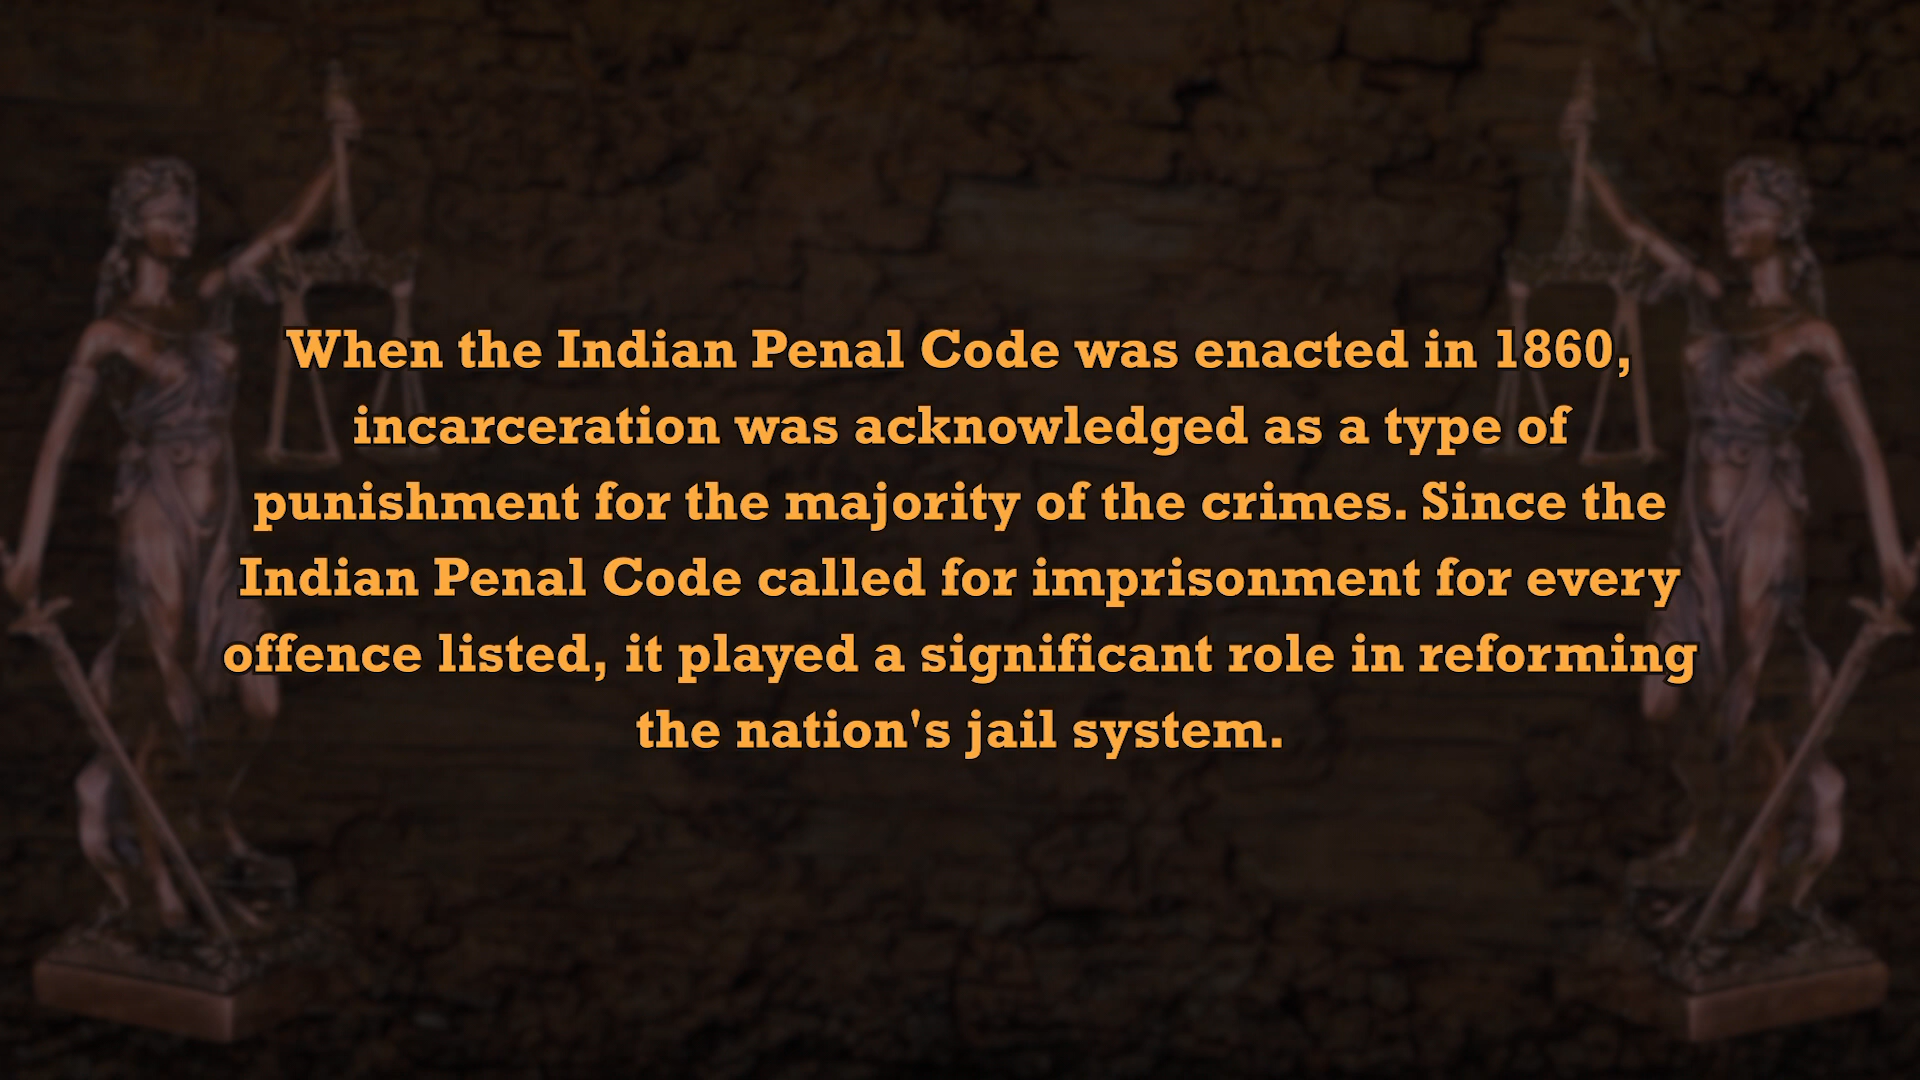 When the Indian Penal Code was enacted in 1860,
incarceration was acknowledged as a type of
punishment for the majority of the crimes. Since the
Indian Penal Code called for imprisonment for every
offence listed, it played a significant role in reforming
the nation's jail system.